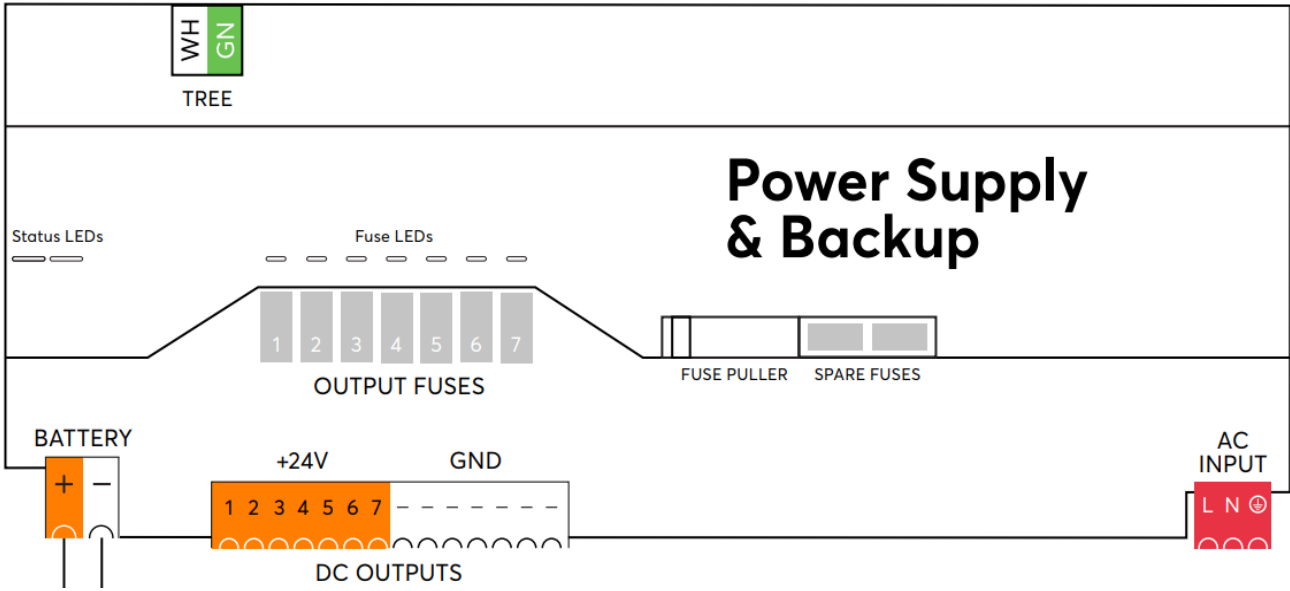 WH GN
TREE
Power Supply
& Backup
Status LEDs
Fuse LEDs
1 2 3 4 5 6 7
OUTPUT FUSES
FUSE PULLER
SPARE FUSES
BATTERY
+ −
+24V
GND
1 2 3 4 5 6 7 − − − − − − −
DC OUTPUTS
AC
INPUT
L N ⏚